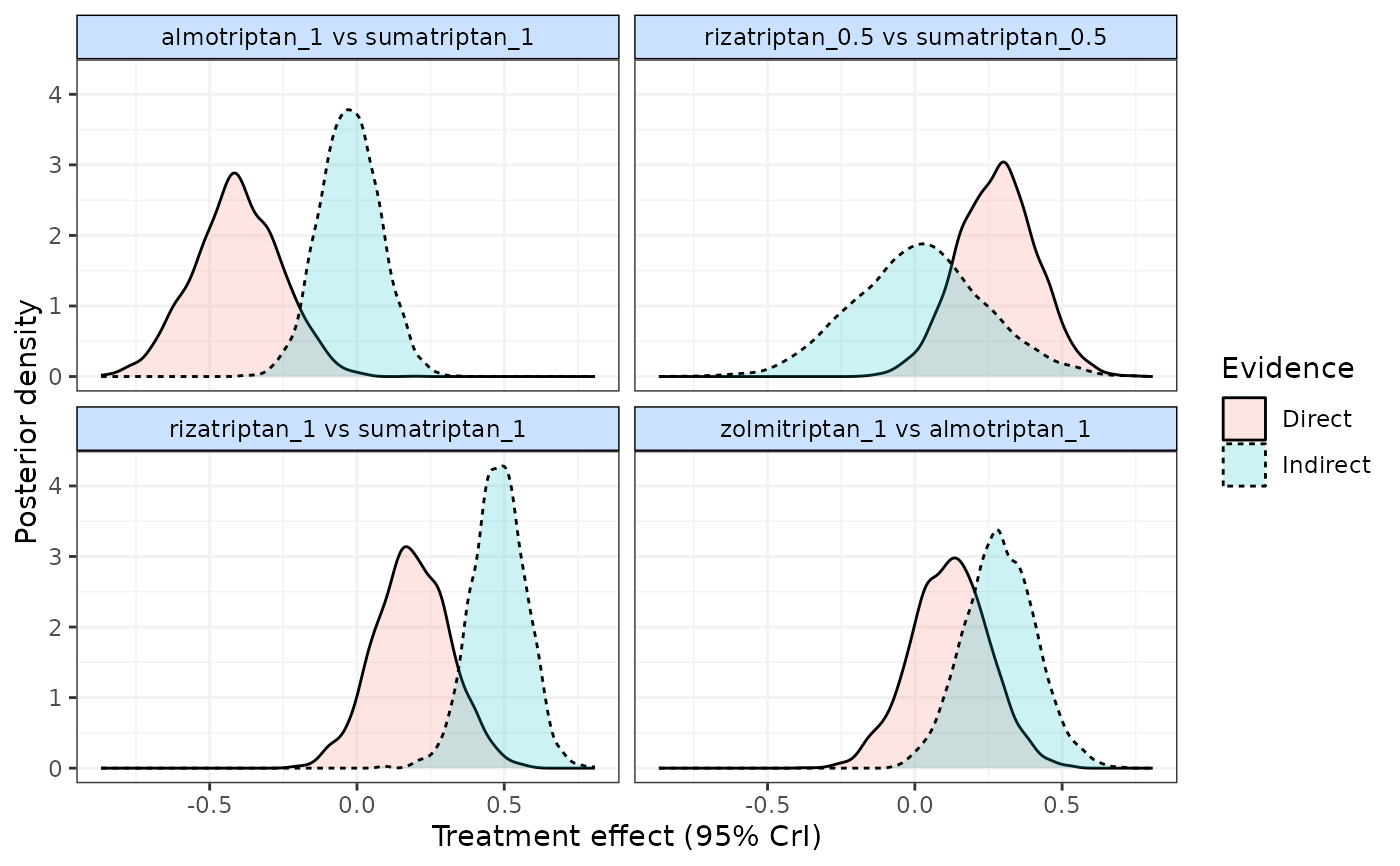 almotriptan_1 vs sumatriptan_1
rizatriptan_0.5 vs sumatriptan_0.5
4
3
2
1
0
rizatriptan_1 vs sumatriptan_1
zolmitriptan_1 vs almotriptan_1
4
3
2
1
0
-0.5 0.0 0.5
-0.5 0.0 0.5
Treatment effect (95% CrI)
Posterior density
Evidence
Direct
Indirect